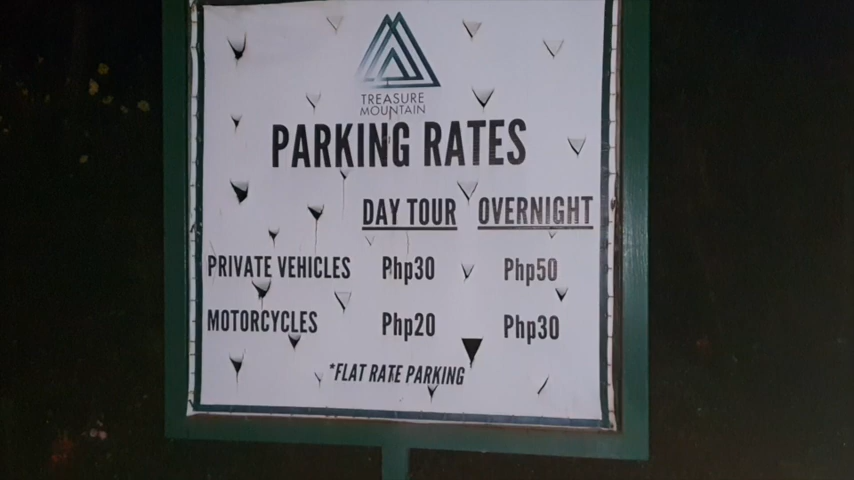 TREASURE
MOUNTAIN
PARKING RATES
DAY TOUR OVERNIGHT
PRIVATE VEHICLES Php30 Php50
MOTORCYCLES Php20 Php30
*FLAT RATE PARKING